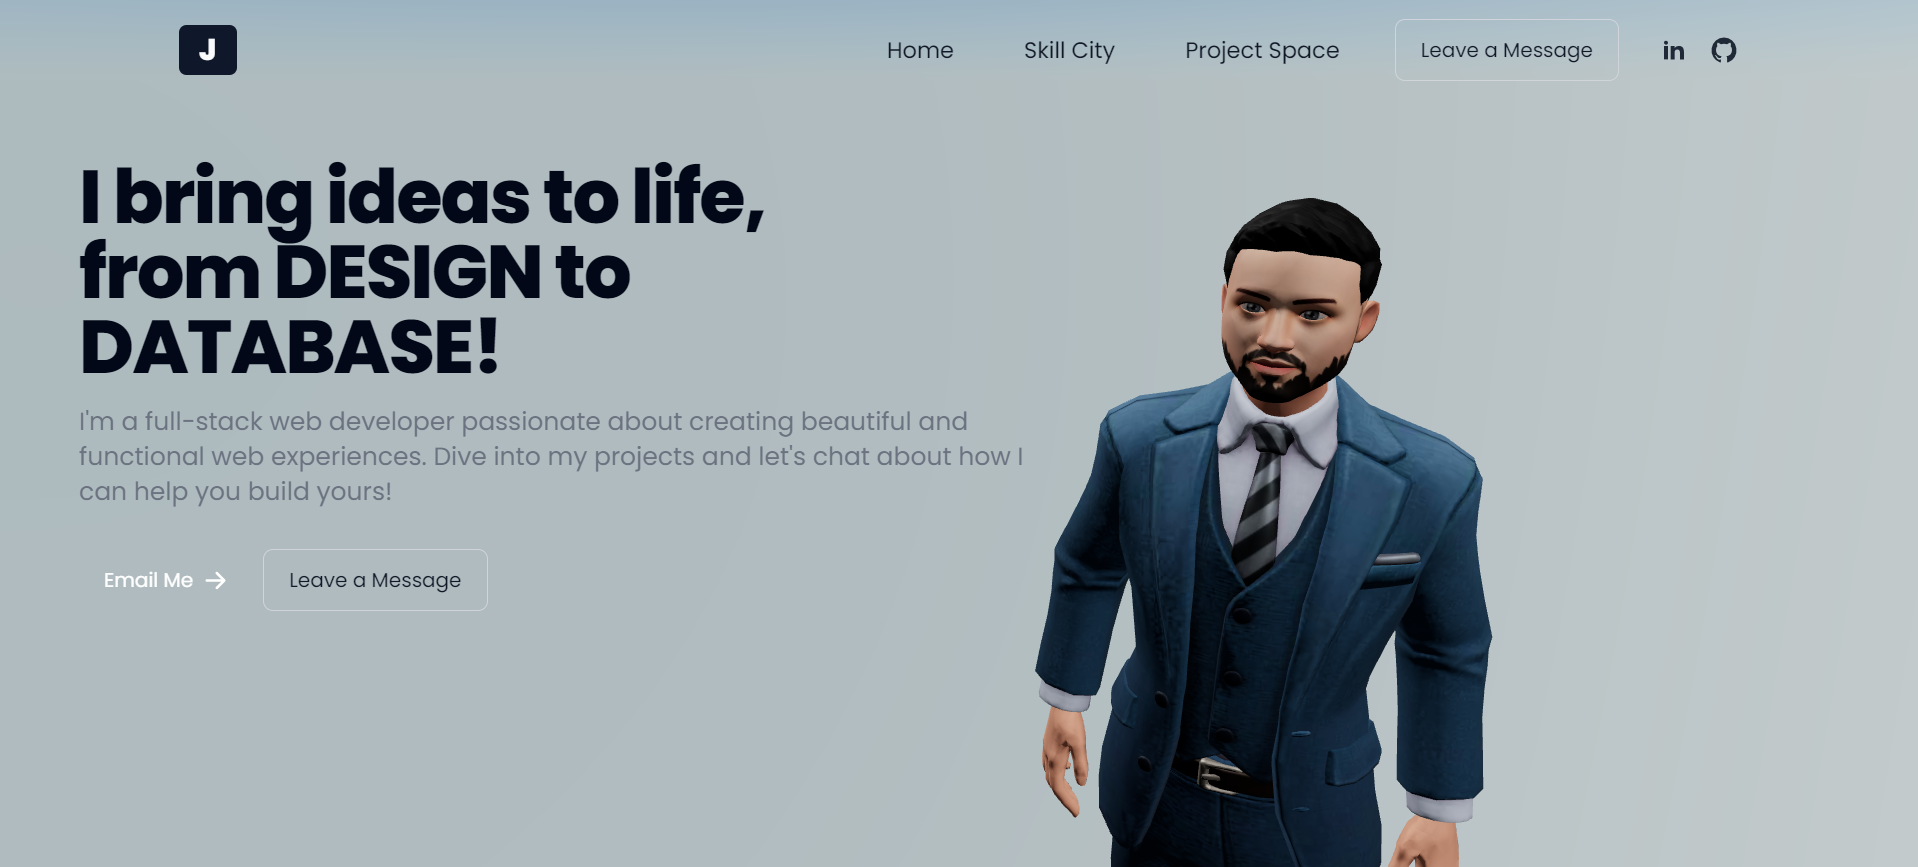 J
Home Skill City Project Space Leave a Message in
I bring ideas to life,
from DESIGN to
DATABASE!
I'm a full-stack web developer passionate about creating beautiful and
functional web experiences. Dive into my projects and let's chat about how I
can help you build yours!
Email Me → Leave a Message